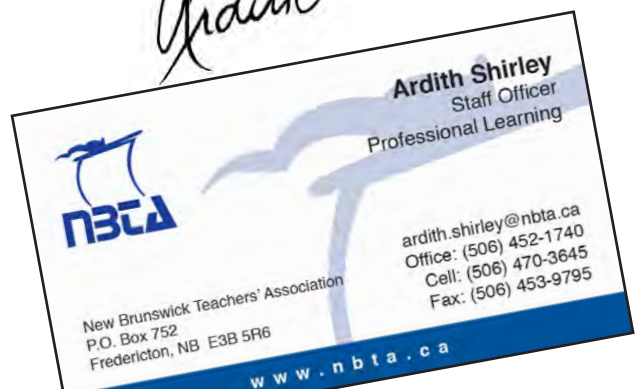 Ardith
Ardith Shirley
Staff Officer
Professional Learning
NBTA
ardith.shirley@nbta.ca
Office: (506) 452-1740
Cell: (506) 470-3645
Fax: (506) 453-9795
New Brunswick Teachers' Association
P.O. Box 752
Fredericton, NB E3B 5R6
www.nbta.ca